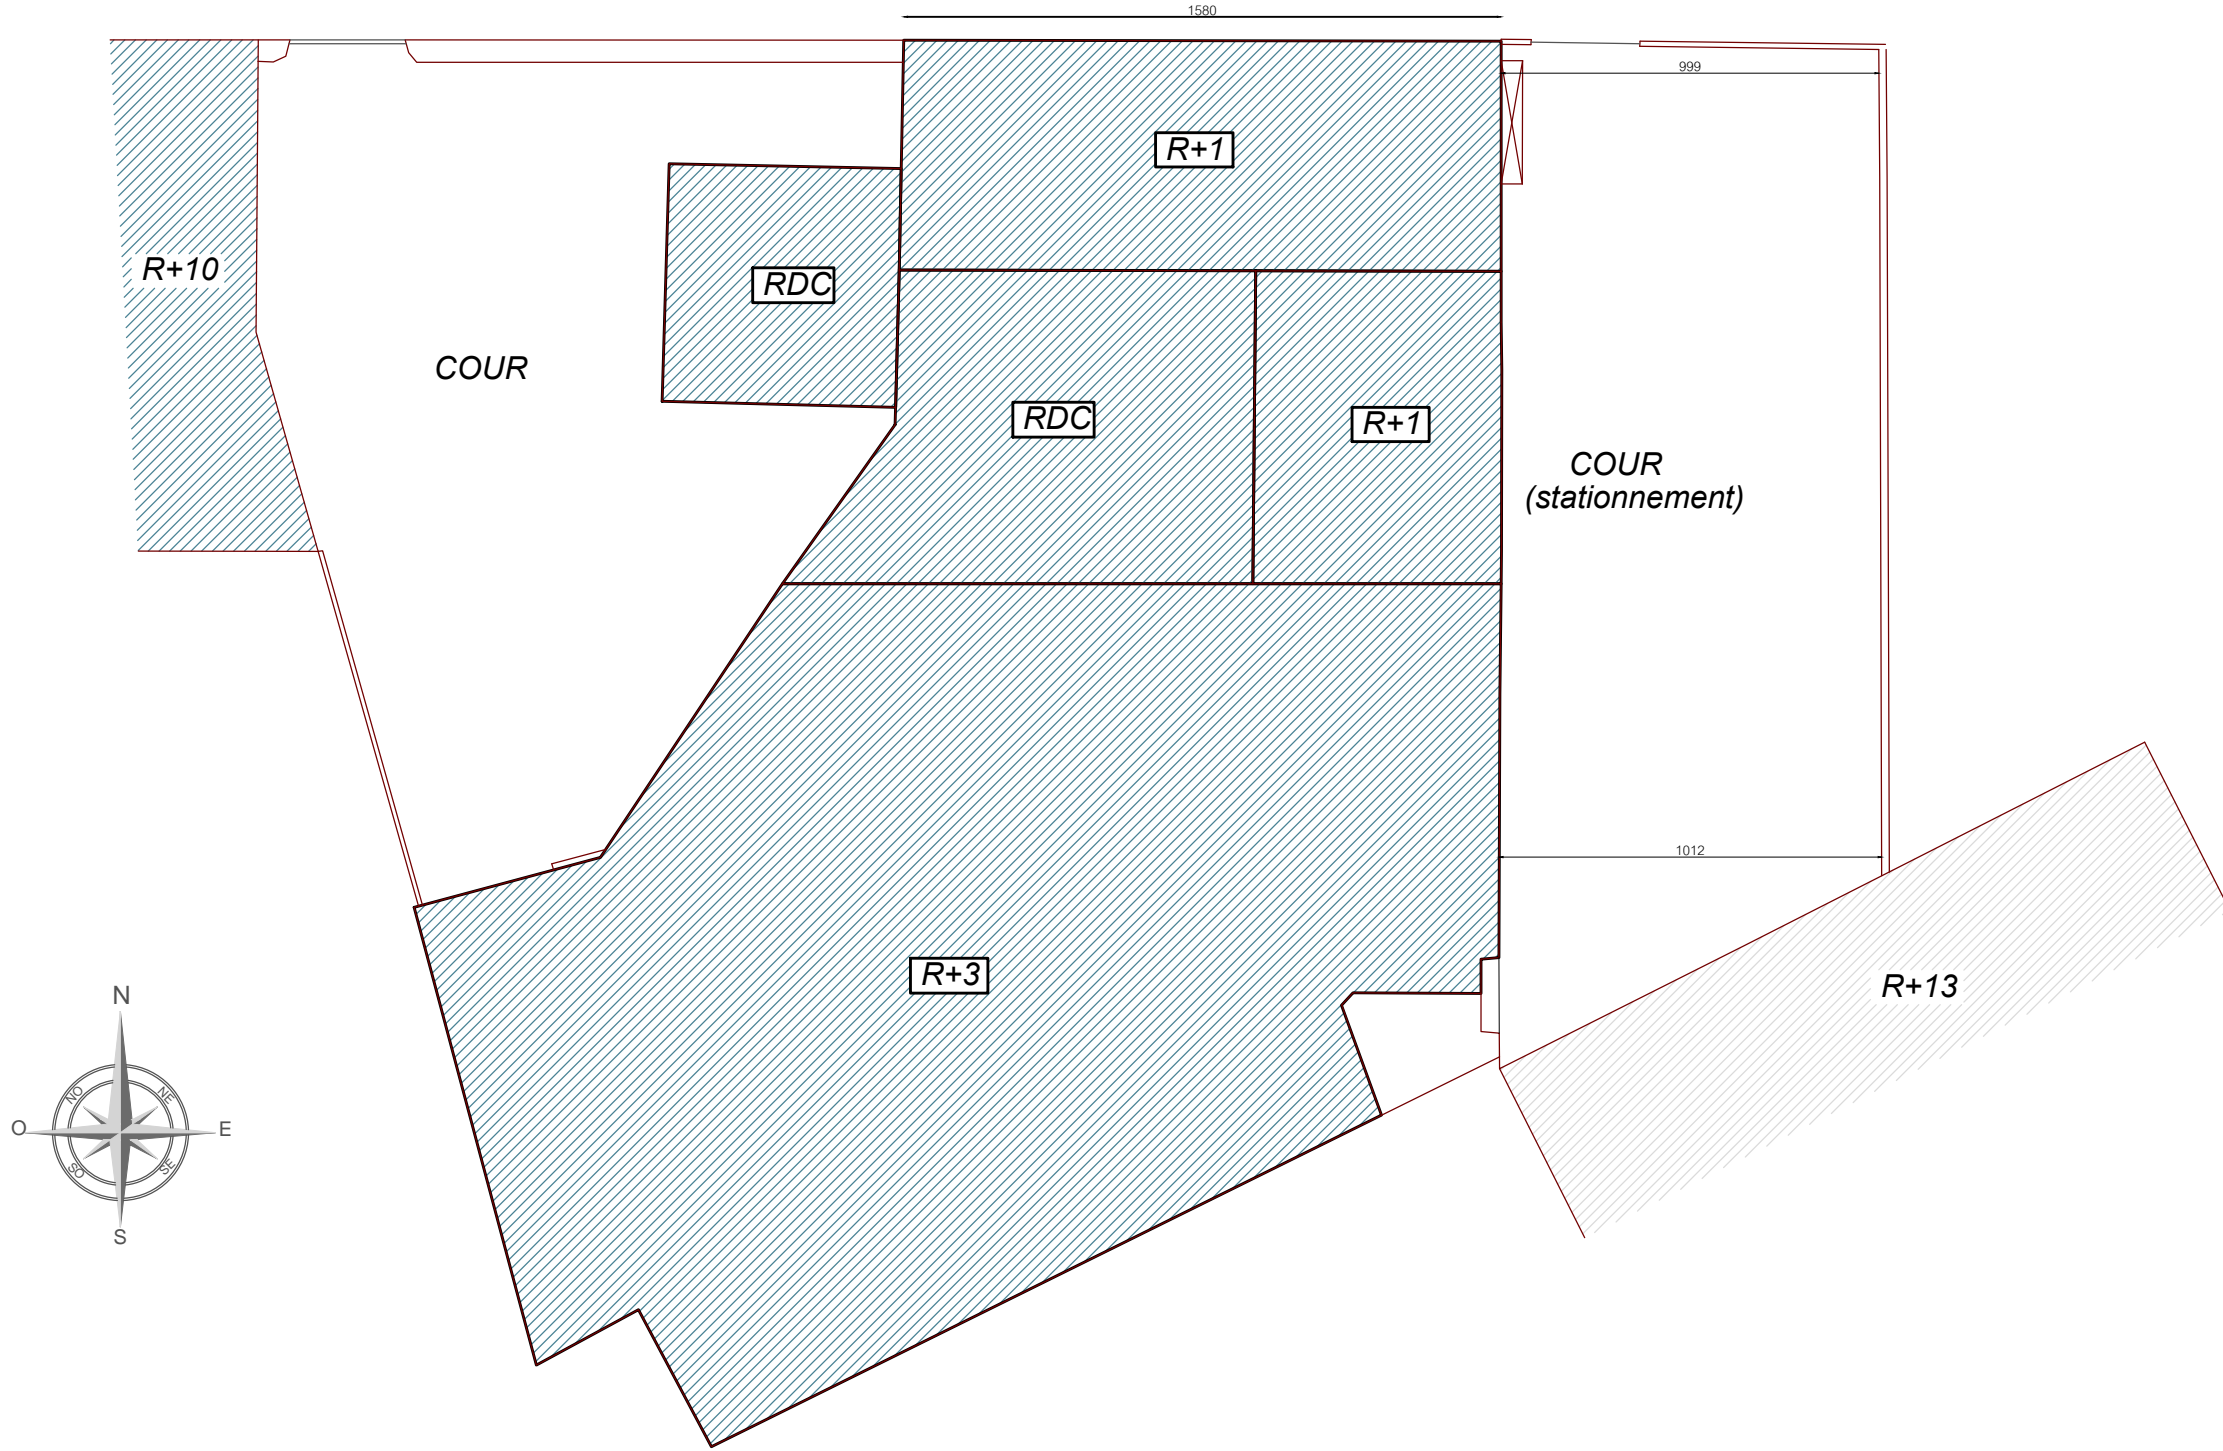 1580
999
R+1
R+10
RDC
COUR
RDC
R+1
COUR
(stationnement)
1012
R+3
R+13
N
NO
NE
O
E
SO
SE
S